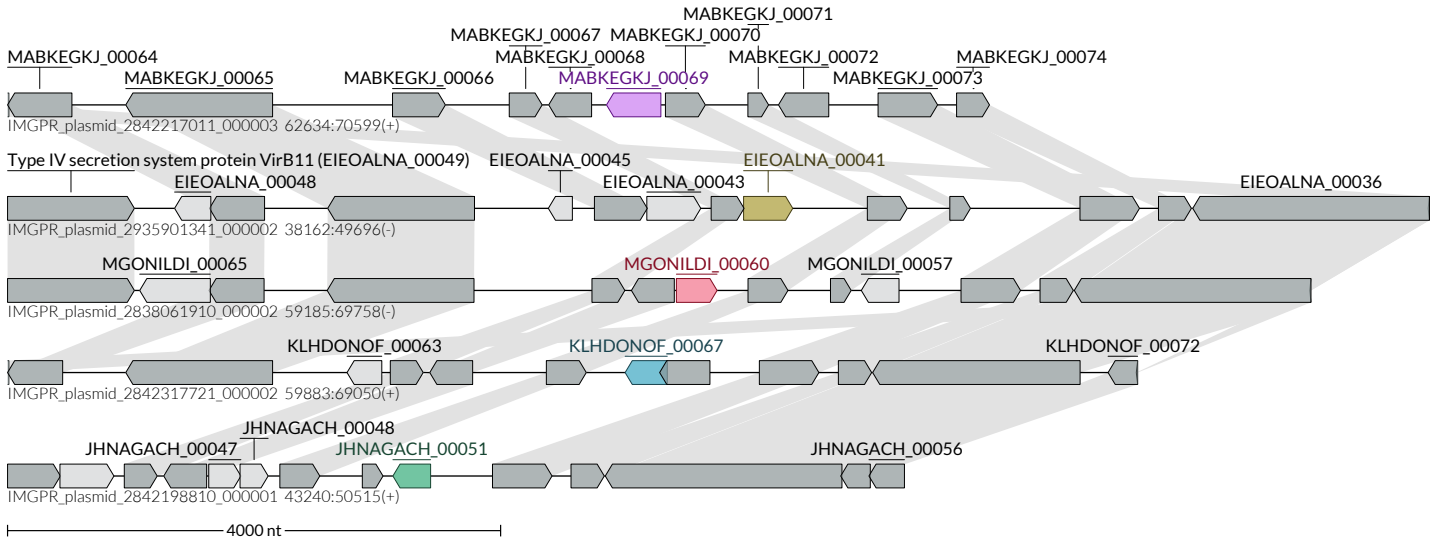 MABKEGKJ_00071
MABKEGKJ_00067 MABKEGKJ_00070
MABKEGKJ_00064 MABKEGKJ_00068 MABKEGKJ_00072 MABKEGKJ_00074
MABKEGKJ_00065 MABKEGKJ_00066 MABKEGKJ_00069 MABKEGKJ_00073
IMGPR_plasmid_2842217011_000003 62634:70599(+)
Type IV secretion system protein VirB11 (EIEOALNA_00049) EIEOALNA_00045 EIEOALNA_00041
EIEOALNA_00048 EIEOALNA_00043 EIEOALNA_00036
IMGPR_plasmid_2935901341_000002 38162:49696(-)
MGONILDI_00065 MGONILDI_00060 MGONILDI_00057
IMGPR_plasmid_2838061910_000002 59185:69758(-)
KLHDONOF_00063 KLHDONOF_00067 KLHDONOF_00072
IMGPR_plasmid_2842317721_000002 59883:69050(+)
JHNAGACH_00048
JHNAGACH_00047 JHNAGACH_00051 JHNAGACH_00056
IMGPR_plasmid_2842198810_000001 43240:50515(+)
4000 nt